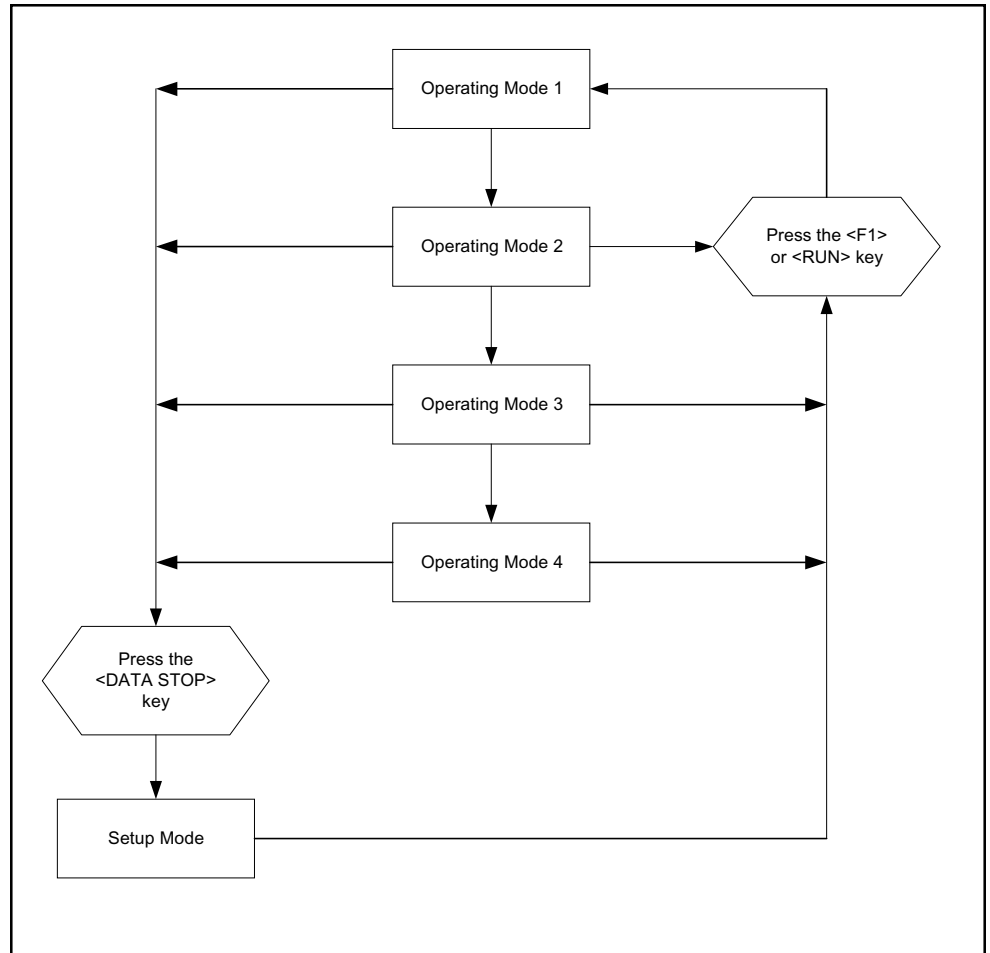 Operating Mode 1
Operating Mode 2
Press the <F1>
or <RUN> key
Operating Mode 3
Operating Mode 4
Press the
<DATA STOP>
key
Setup Mode